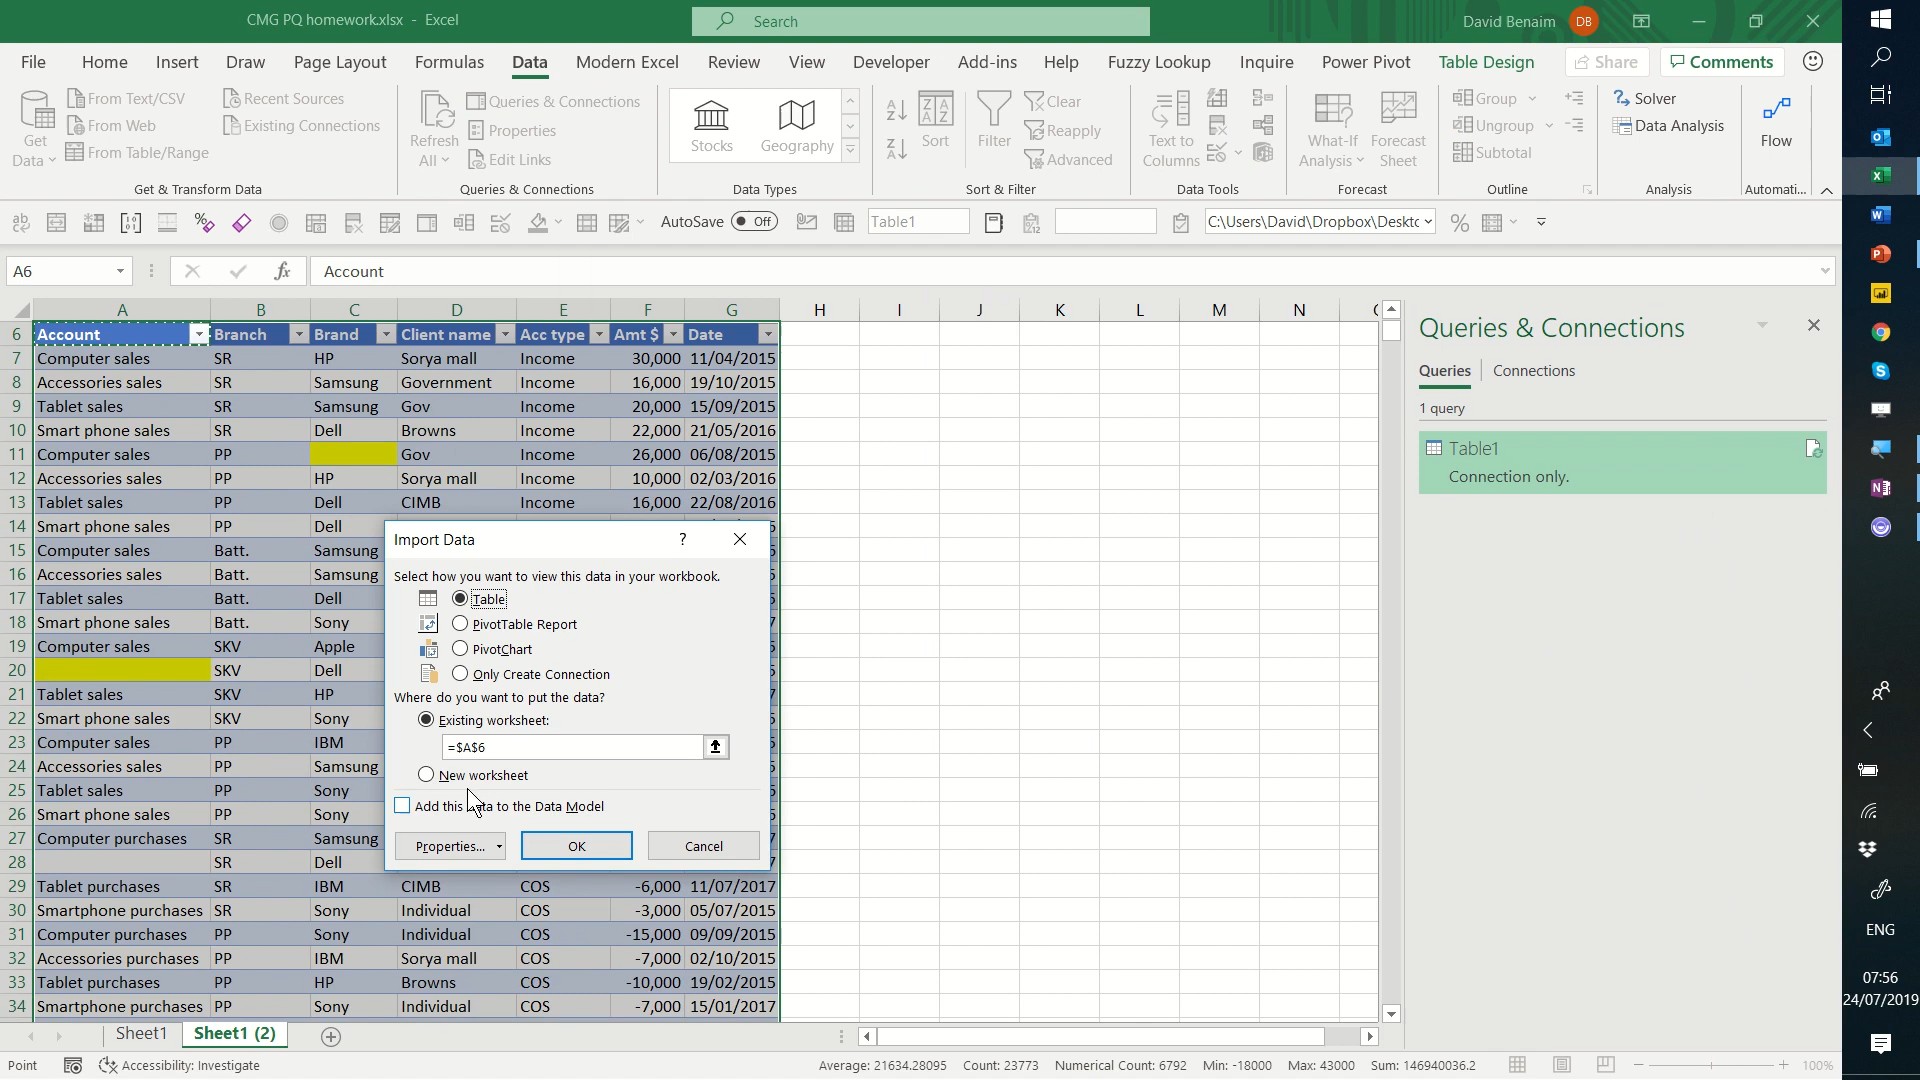 CMG PQ homework.xlsx - Excel
Search
David Benaim DB
File Home Insert Draw Page Layout Formulas Data Modern Excel Review View Developer Add-ins Help Fuzzy Lookup Inquire Power Pivot Table Design Share Comments
Get Data
From Text/CSV
From Web
From Table/Range
Recent Sources
Existing Connections
Get & Transform Data
Refresh All
Queries & Connections
Properties
Edit Links
Queries & Connections
Stocks
Geography
Data Types
Sort
Filter
Clear
Reapply
Advanced
Sort & Filter
Text to Columns
Data Tools
What-If Analysis
Forecast Sheet
Forecast
Group
Ungroup
Subtotal
Outline
Solver
Data Analysis
Analysis
Flow
Automati...
AutoSave Off
Table1
C:\Users\David\Dropbox\Deskto
A6
fx
Account
A B C D E F G H I J K L M N
6 Account Branch Brand Client name Acc type Amt $ Date
7 Computer sales SR HP Sorya mall Income 30,000 11/04/2015
8 Accessories sales SR Samsung Government Income 16,000 19/10/2015
9 Tablet sales SR Samsung Gov Income 20,000 15/09/2015
10 Smart phone sales SR Dell Browns Income 22,000 21/05/2016
11 Computer sales PP Gov Income 26,000 06/08/2015
12 Accessories sales PP HP Sorya mall Income 10,000 02/03/2016
13 Tablet sales PP Dell CIMB Income 16,000 22/08/2016
14 Smart phone sales PP Dell
15 Computer sales Batt. Samsung
16 Accessories sales Batt. Samsung
17 Tablet sales Batt. Dell
18 Smart phone sales Batt. Sony
19 Computer sales SKV Apple
20 SKV Dell
21 Tablet sales SKV HP
22 Smart phone sales SKV Sony
23 Computer sales PP IBM
24 Accessories sales PP Samsung
25 Tablet sales PP Sony
26 Smart phone sales PP Sony
27 Computer purchases SR Samsung
28 SR Dell
29 Tablet purchases SR IBM CIMB COS -6,000 11/07/2017
30 Smartphone purchases SR Sony Individual COS -3,000 05/07/2015
31 Computer purchases PP Sony Individual COS -15,000 09/09/2015
32 Accessories purchases PP IBM Sorya mall COS -7,000 02/10/2015
33 Tablet purchases PP HP Browns COS -10,000 19/02/2015
34 Smartphone purchases PP Sony Individual COS -7,000 15/01/2017
Import Data ?
Select how you want to view this data in your workbook.
Table
PivotTable Report
PivotChart
Only Create Connection
Where do you want to put the data?
Existing worksheet:
=$A$6
New worksheet
Add this to the Data Model
Properties... OK Cancel
Queries & Connections
Queries Connections
1 query
Table1
Connection only.
Sheet1 Sheet1 (2)
Point Accessibility: Investigate Average: 21634.28095 Count: 23773 Numerical Count: 6792 Min: -18000 Max: 43000 Sum: 146940036.2 100%
ENG
07:56
24/07/2019